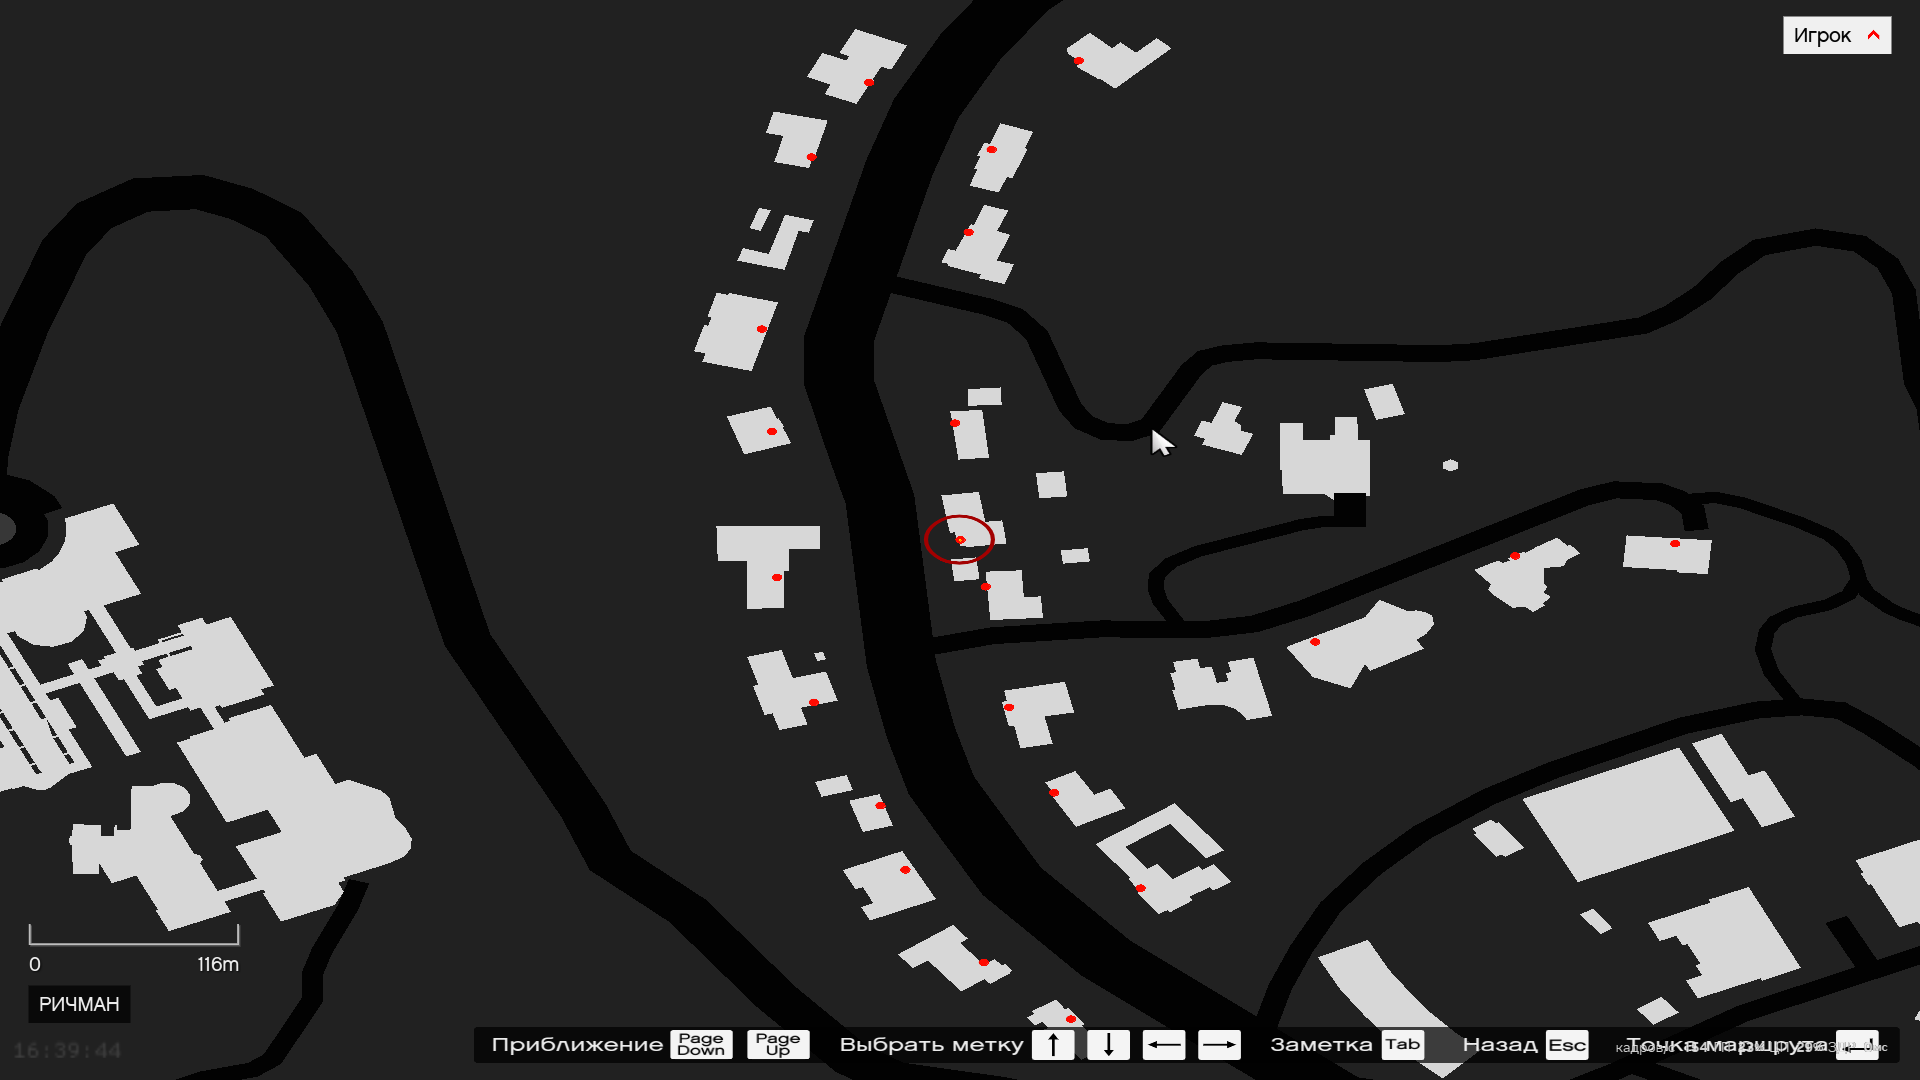 Игрок
0 116m
РИЧМАН
16:39:44
Приближение Page Down Page Up Выбрать метку ↑ ↓ ← → Заметка Tab Назад Esc Точка маршрута
кадров/с